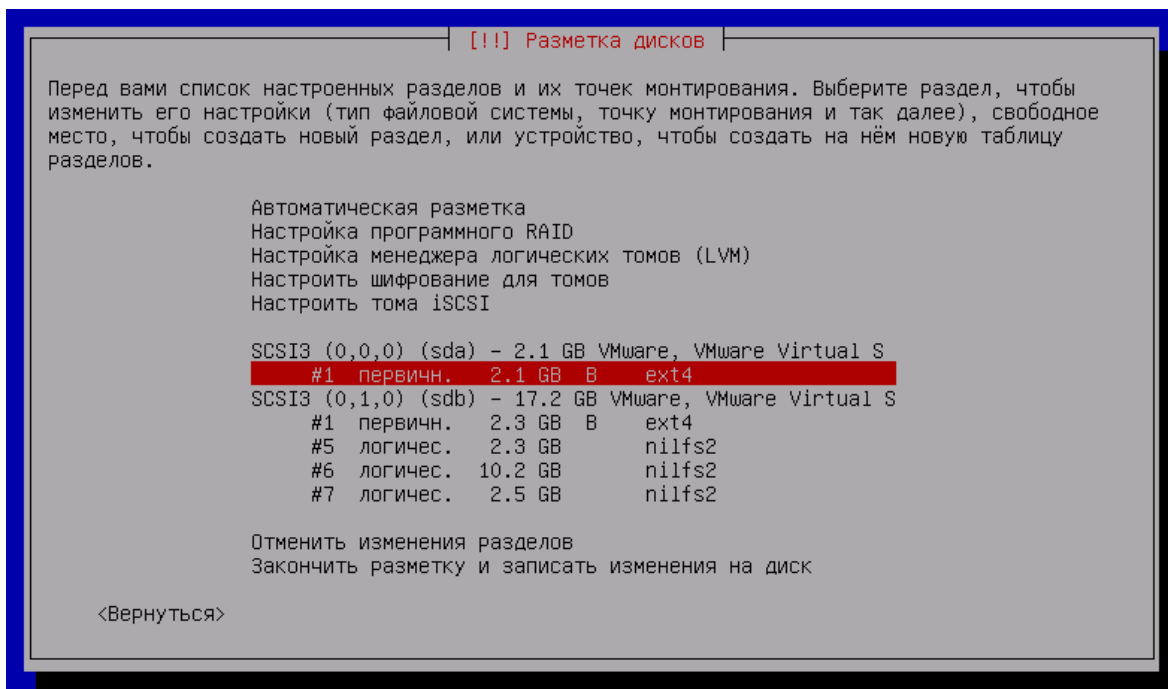 [!!] Разметка дисков
Перед вами список настроенных разделов и их точек монтирования. Выберите раздел, чтобы
изменить его настройки (тип файловой системы, точку монтирования и так далее), свободное
место, чтобы создать новый раздел, или устройство, чтобы создать на нём новую таблицу
разделов.
Автоматическая разметка
Настройка программного RAID
Настройка менеджера логических томов (LVM)
Настроить шифрование для томов
Настроить тома iSCSI
SCSI3 (0,0,0) (sda) – 2.1 GB VMware, VMware Virtual S
#1 первичн. 2.1 GB B ext4
SCSI3 (0,1,0) (sdb) – 17.2 GB VMware, VMware Virtual S
#1 первичн. 2.3 GB B ext4
#5 логичес. 2.3 GB nilfs2
#6 логичес. 10.2 GB nilfs2
#7 логичес. 2.5 GB nilfs2
Отменить изменения разделов
Закончить разметку и записать изменения на диск
<Вернуться>